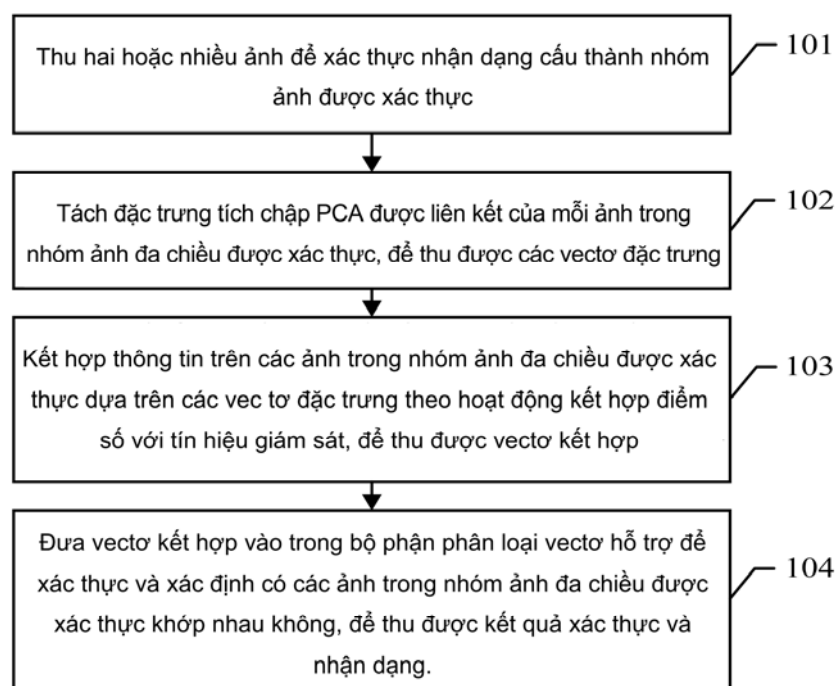 Thu hai hoặc nhiều ảnh để xác thực nhận dạng cấu thành nhóm
ảnh được xác thực
101
Tách đặc trưng tích chập PCA được liên kết của mỗi ảnh trong
nhóm ảnh đa chiều được xác thực, để thu được các vectơ đặc trưng
102
Kết hợp thông tin trên các ảnh trong nhóm ảnh đa chiều được xác
thực dựa trên các vec tơ đặc trưng theo hoạt động kết hợp điểm
số với tín hiệu giám sát, để thu được vectơ kết hợp
103
Đưa vectơ kết hợp vào trong bộ phận phân loại vectơ hỗ trợ để
xác thực và xác định có các ảnh trong nhóm ảnh đa chiều được
xác thực khớp nhau không, để thu được kết quả xác thực và
nhận dạng.
104